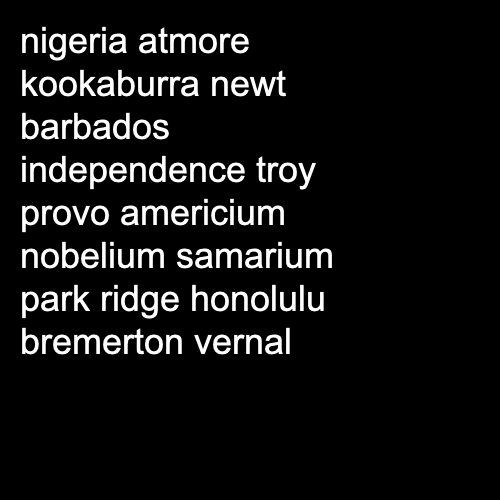 nigeria atmore
kookaburra newt
barbados
independence troy
provo americium
nobelium samarium
park ridge honolulu
bremerton vernal